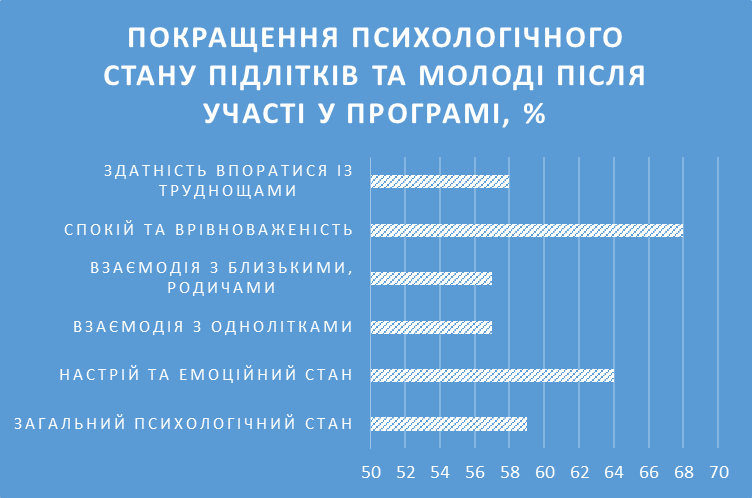 ПОКРАЩЕННЯ ПСИХОЛОГІЧНОГО
СТАНУ ПІДЛІТКІВ ТА МОЛОДІ ПІСЛЯ
УЧАСТІ У ПРОГРАМІ, %
ЗДАТНІСТЬ ВПОРАТИСЯ ІЗ
ТРУДНОЩАМИ
СПОКІЙ ТА ВРІВНОВАЖЕНІСТЬ
ВЗАЄМОДІЯ З БЛИЗЬКИМИ,
РОДИЧАМИ
ВЗАЄМОДІЯ З ОДНОЛІТКАМИ
НАСТРІЙ ТА ЕМОЦІЙНИЙ СТАН
ЗАГАЛЬНИЙ ПСИХОЛОГІЧНИЙ СТАН
50 52 54 56 58 60 62 64 66 68 70